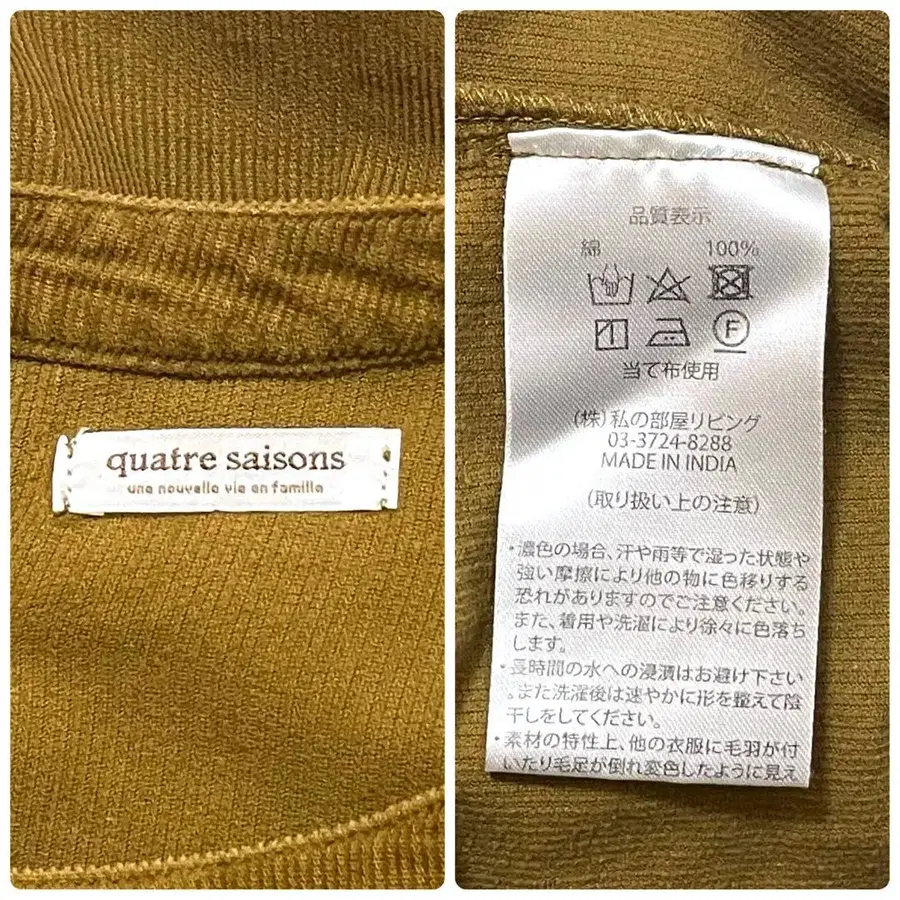 quatre saisons
une nouvelle vie en famille
品質表示
綿 100%
F
当て布使用
(株)私の部屋リビング
03-3724-8288
MADE IN INDIA
(取り扱い上の注意)
・濃色の場合、汗や雨等で湿った状態や
強い摩擦により他の物に色移りする
恐れがありますのでご注意ください。
また、着用や洗濯により徐々に色落ち
します。
・長時間の水への浸漬はお避け下さい
。また洗濯後は速やかに形を整えて陰
干しをしてください。
・素材の特性上、他の衣服に毛羽が付
いたり毛足が倒れ変色したように見え